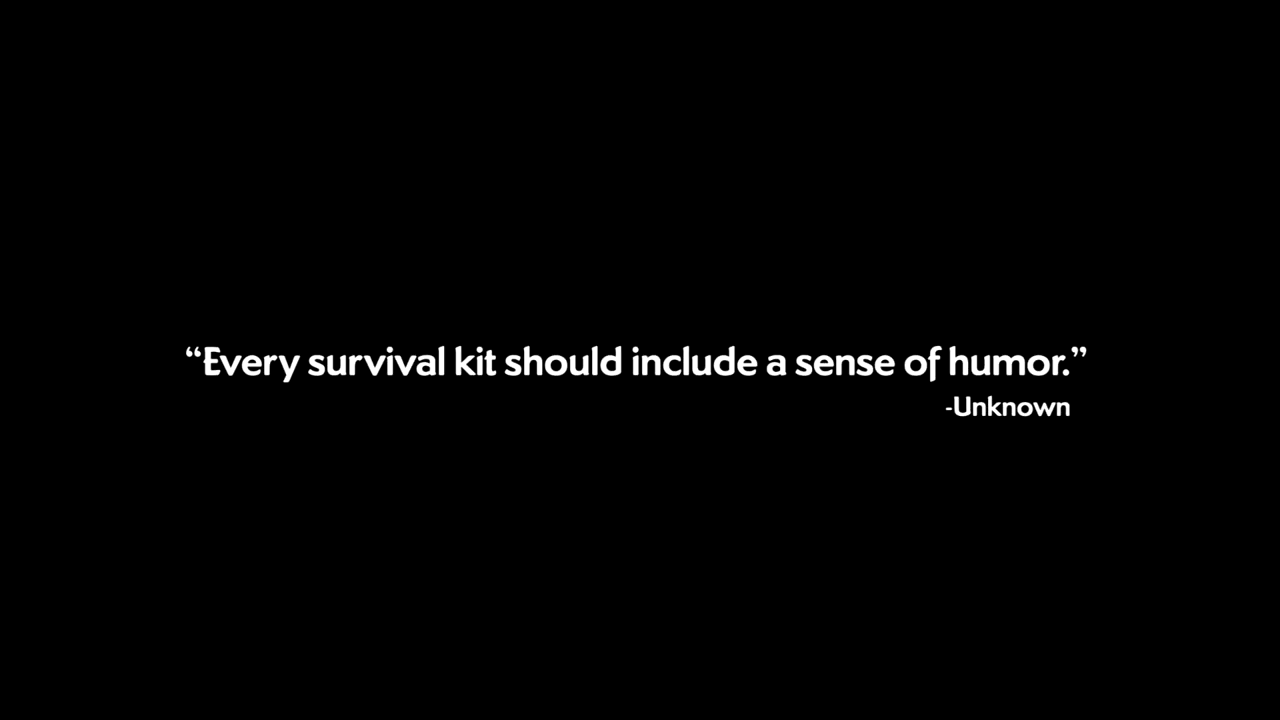 “Every survival kit should include a sense of humor.”
-Unknown